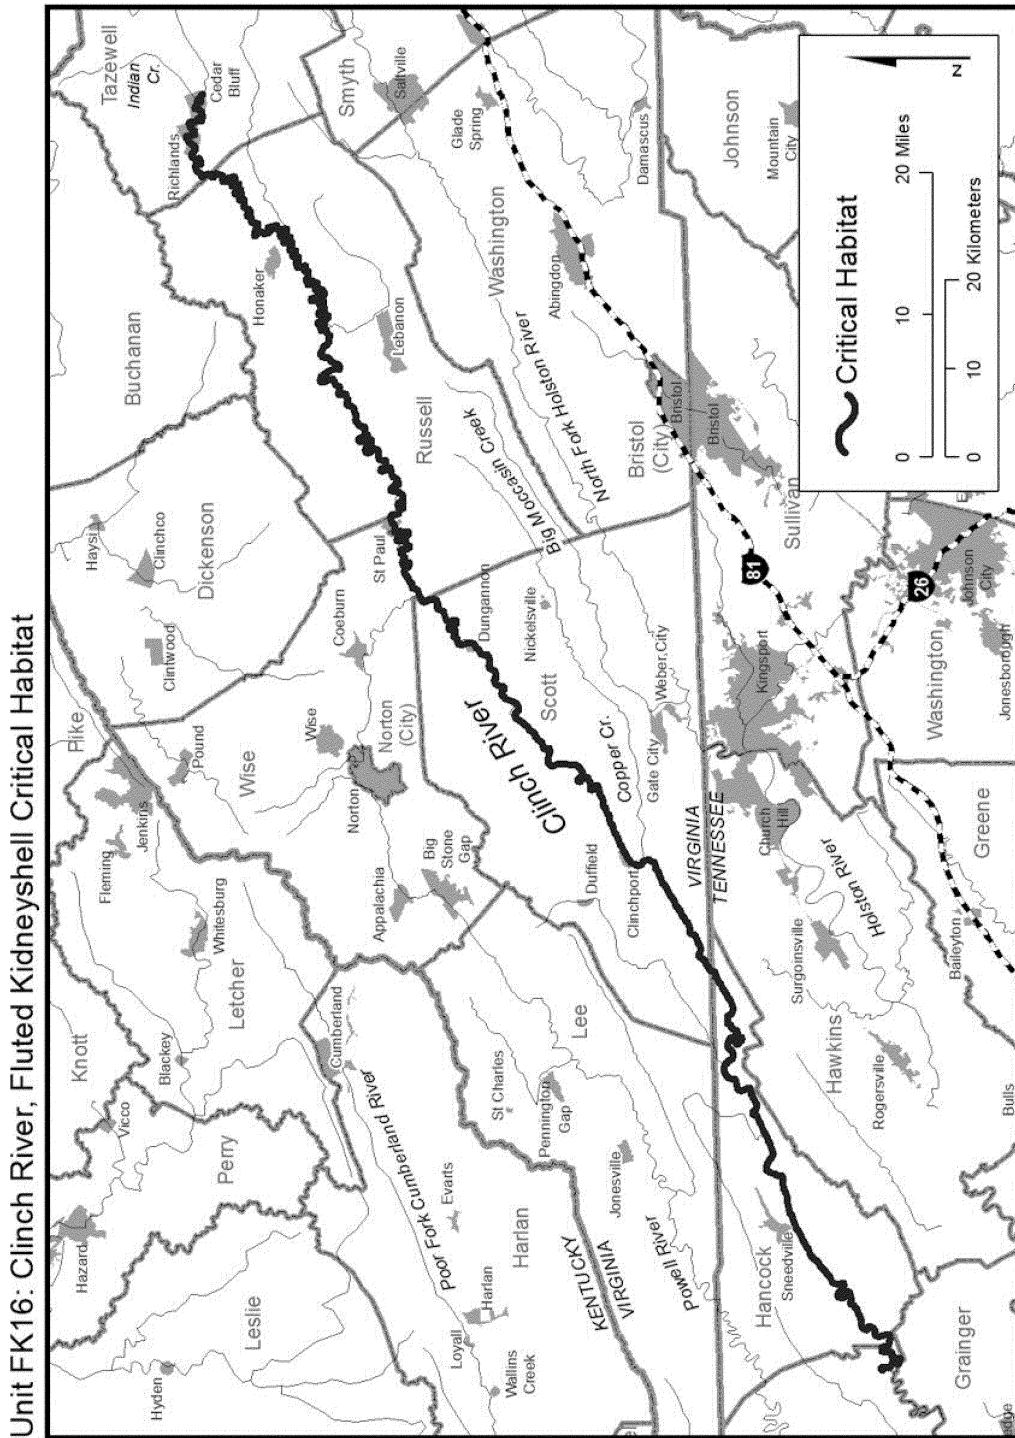 Unit FK16: Clinch River, Fluted Kidneyshell Critical Habitat
Hazard
Vicco
Knott
Fleming
Jenkins
Pike
Pound
Clintwood
Clinchco
Haysi
Buchanan
Richlands
Tazewell
Indian
Cr.
Cedar
Bluff
Perry
Blackey
Letcher
Whitesburg
Wise
Wise
Dickenson
Honaker
Smyth
Saltville
Hyden
Leslie
Cumberland
Poor Fork Cumberland River
Appalachia
Big
Stone
Gap
Norton
Norton
(City)
Coeburn
St Paul
Russell
Lebanon
Glade
Spring
Loyall
Harlan
Evarts
Harlan
Wallins
Creek
St Charles
Pennington
Gap
Lee
Duffield
Clinch River
Scott
Dungannon
Nickelsville
Big Moccasin Creek
North Fork Holston River
Washington
Abingdon
Damascus
KENTUCKY
VIRGINIA
Jonesville
Powell River
Clinchport
Copper Cr.
Gate City
Weber City
Bristol
(City)
Bristol
Bristol
VIRGINIA
TENNESSEE
Hancock
Sneedville
Church
Hill
Kingsport
81
Sullivan
Johnson
Mountain
City
Surgoinsville
Holston River
Hawkins
Rogersville
26
Johnson
City
Washington
Jonesborough
Grainger
Bulls
Baileyton
Greene
Critical Habitat
0 10 20 Miles
0 10 20 Kilometers
N